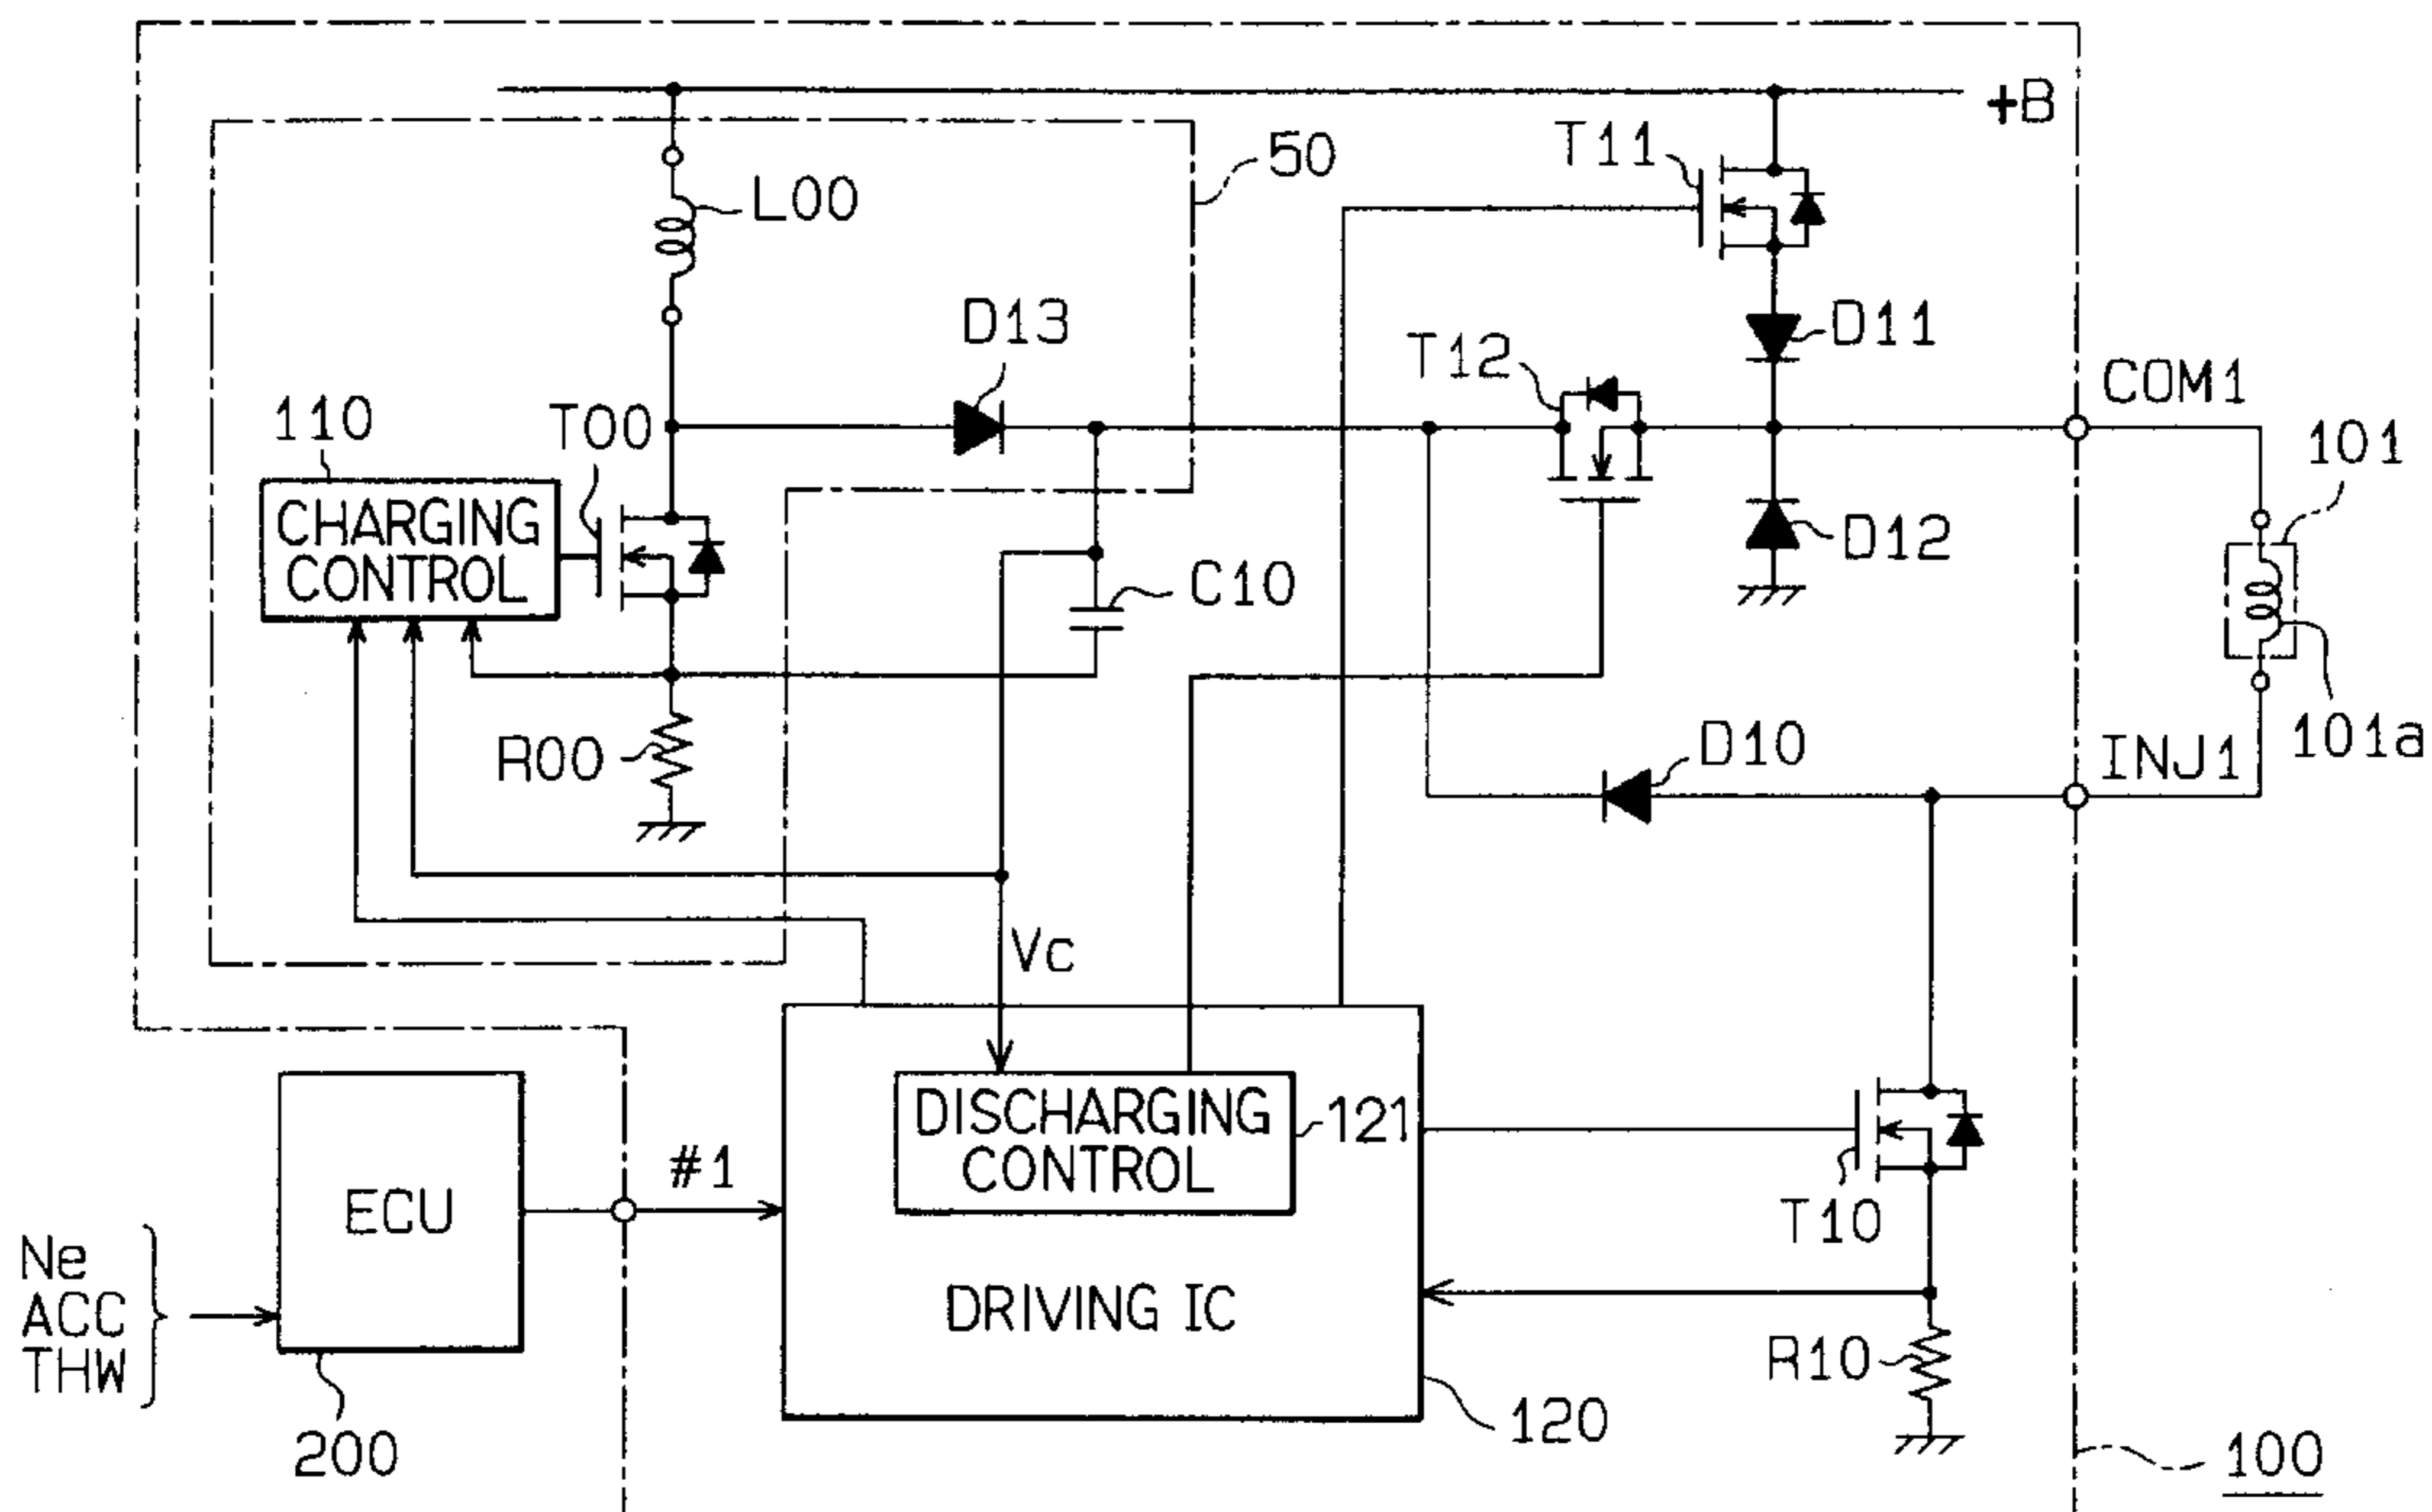 +B
T11
50
L00
D13
D11
T12
COM1
110
T00
101
CHARGING
CONTROL
D12
C10
R00
D10
INJ1
101a
Vc
DISCHARGING
CONTROL
121
#1
ECU
T10
Ne
ACC
THW
DRIVING IC
R10
120
200
100